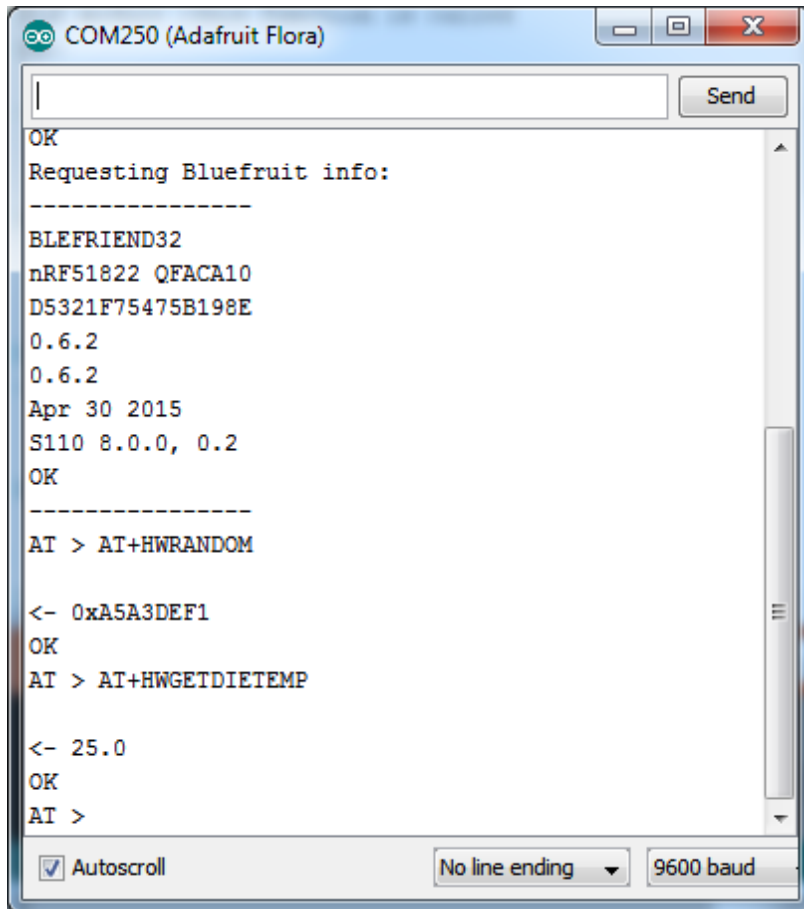 COM250 (Adafruit Flora)
Send
OK
Requesting Bluefruit info:
----------------
BLEFRIEND32
nRF51822 QFACA10
D5321F75475B198E
0.6.2
0.6.2
Apr 30 2015
S110 8.0.0, 0.2
OK
----------------
AT > AT+HWRANDOM
<- 0xA5A3DEF1
OK
AT > AT+HWGETDIETEMP
<- 25.0
OK
AT >
Autoscroll
No line ending
9600 baud